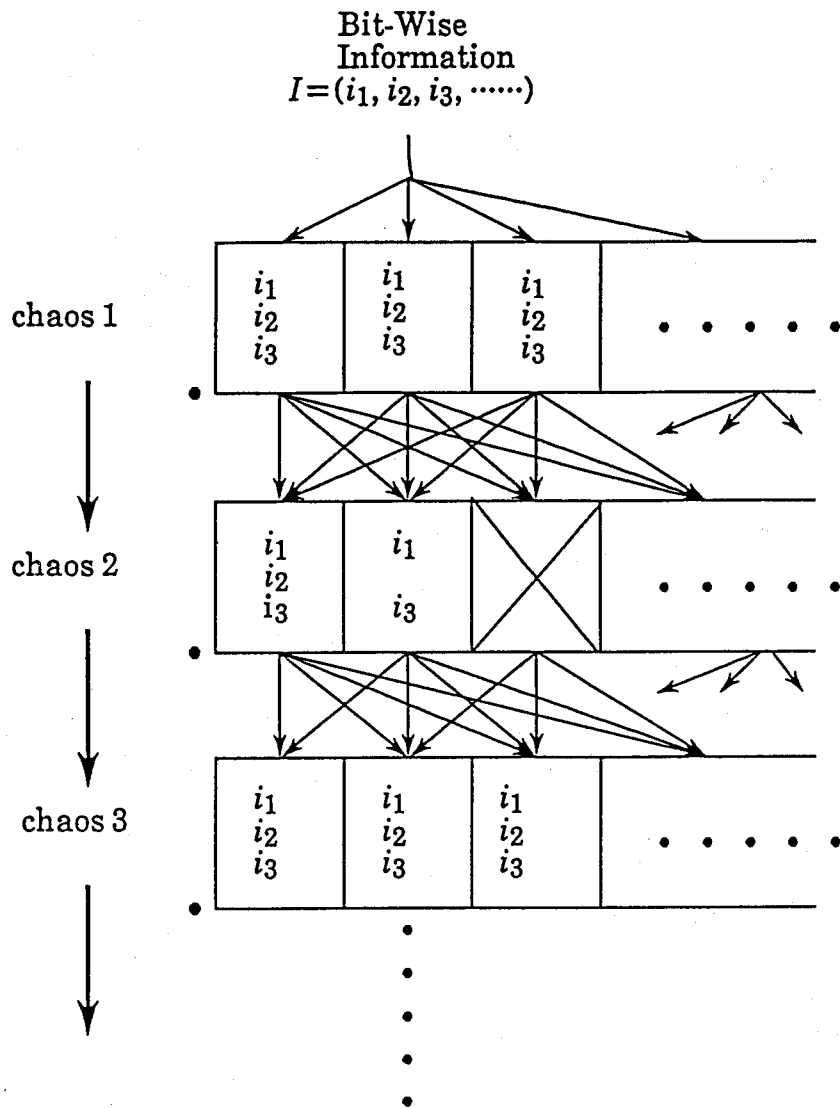 Bit-Wise
Information
I=(i₁, i₂, i₃, ……)
chaos 1
i₁ i₁ i₁
i₂ i₂ i₂
i₃ i₃ i₃
chaos 2
i₁ i₁
i₂
i₃ i₃
chaos 3
i₁ i₁ i₁
i₂ i₂ i₂
i₃ i₃ i₃